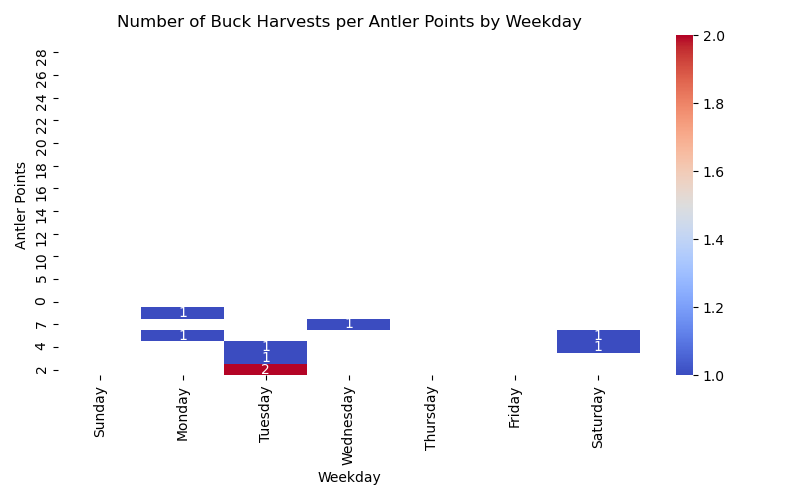 Number of Buck Harvests per Antler Points by Weekday
Antler Points
28
26
24
22
20
18
16
14
12
10
5
0
7
4
2
1
1
1
1
1
1
1
2
Sunday
Monday
Tuesday
Wednesday
Thursday
Friday
Saturday
Weekday
2.0
1.8
1.6
1.4
1.2
1.0